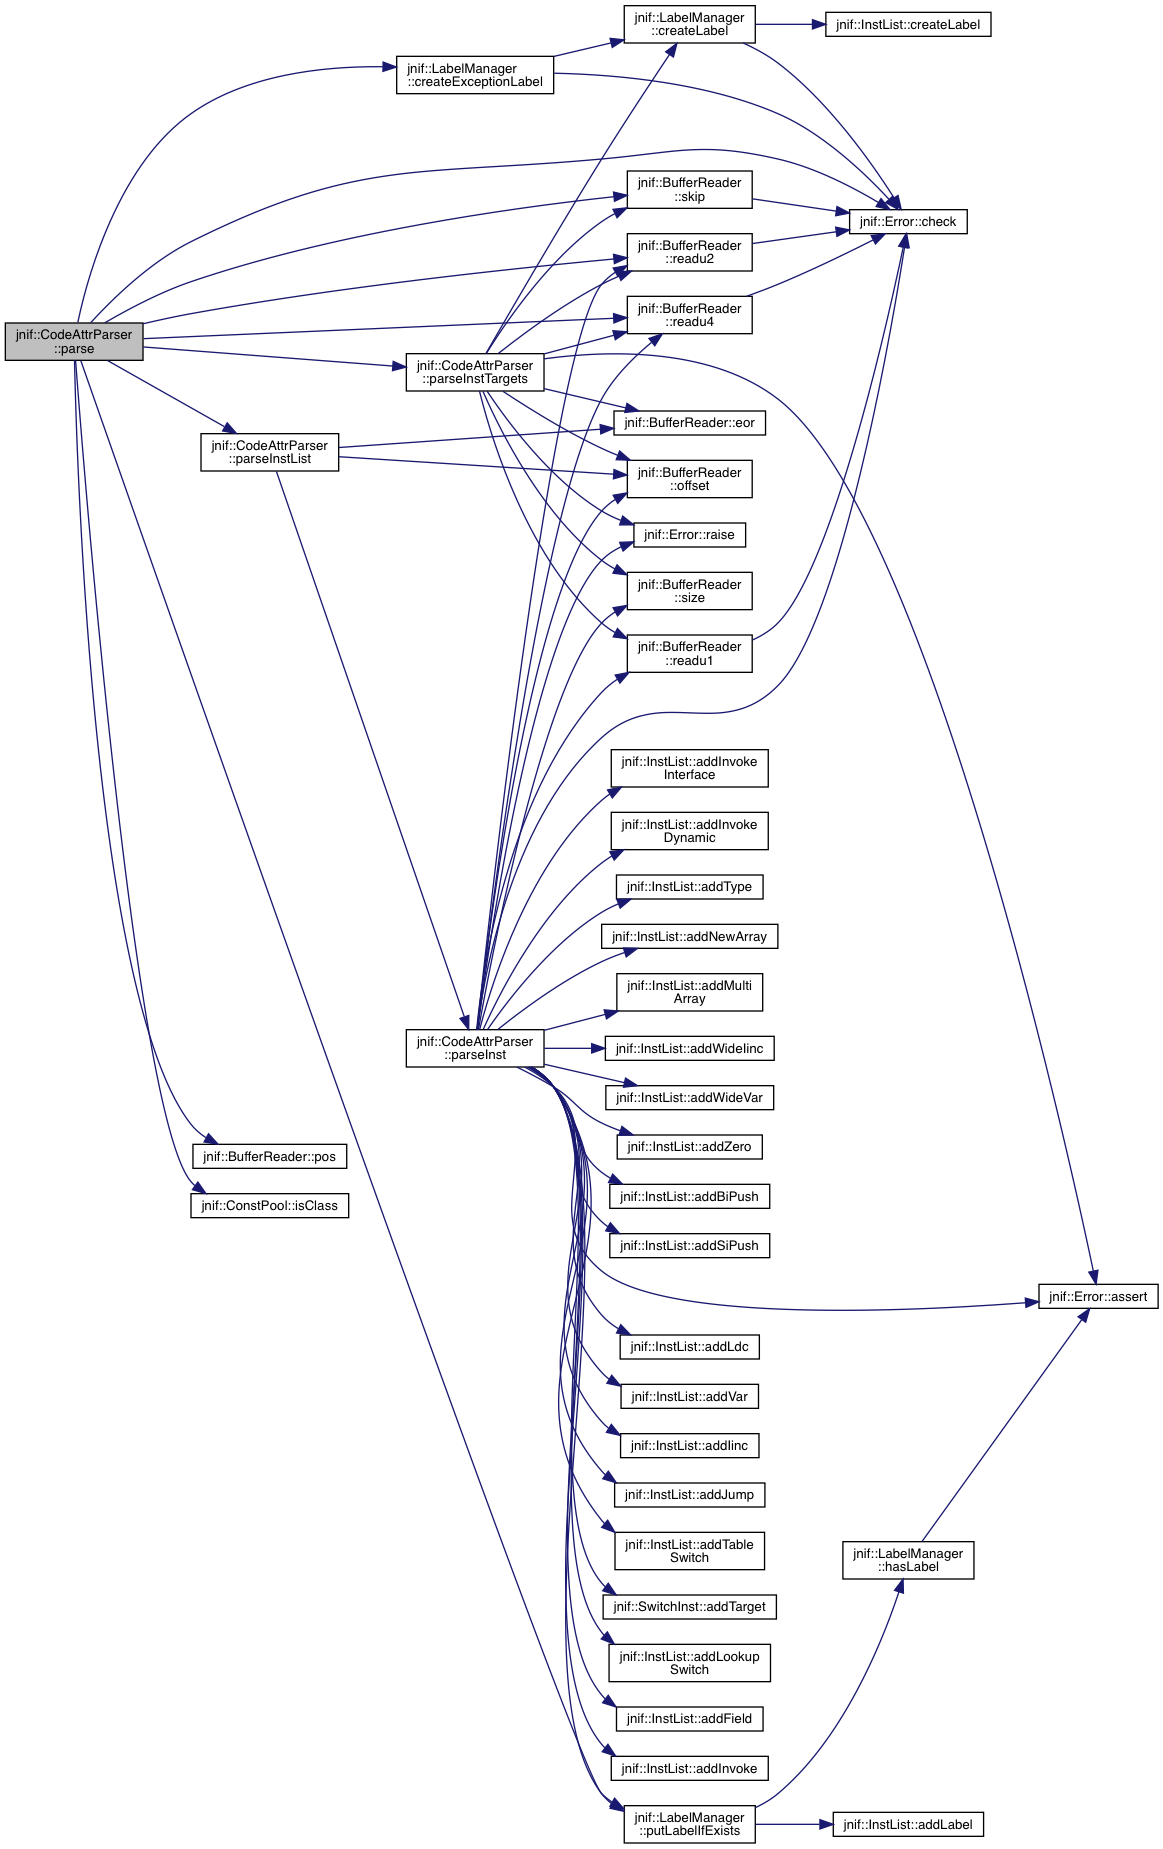 jnif::LabelManager
::createLabel
jnif::InstList::createLabel
jnif::LabelManager
::createExceptionLabel
jnif::BufferReader
::skip
jnif::Error::check
jnif::BufferReader
::readu2
jnif::BufferReader
::readu4
jnif::CodeAttrParser
::parse
jnif::CodeAttrParser
::parseInstTargets
jnif::BufferReader::eor
jnif::CodeAttrParser
::parseInstList
jnif::BufferReader
::offset
jnif::Error::raise
jnif::BufferReader
::size
jnif::BufferReader
::readu1
jnif::InstList::addInvoke
Interface
jnif::InstList::addInvoke
Dynamic
jnif::InstList::addType
jnif::InstList::addNewArray
jnif::InstList::addMulti
Array
jnif::CodeAttrParser
::parseInst
jnif::InstList::addWideIinc
jnif::InstList::addWideVar
jnif::InstList::addZero
jnif::BufferReader::pos
jnif::InstList::addBiPush
jnif::ConstPool::isClass
jnif::InstList::addSiPush
jnif::Error::assert
jnif::InstList::addLdc
jnif::InstList::addVar
jnif::InstList::addIinc
jnif::InstList::addJump
jnif::InstList::addTable
Switch
jnif::LabelManager
::hasLabel
jnif::SwitchInst::addTarget
jnif::InstList::addLookup
Switch
jnif::InstList::addField
jnif::InstList::addInvoke
jnif::LabelManager
::putLabelIfExists
jnif::InstList::addLabel